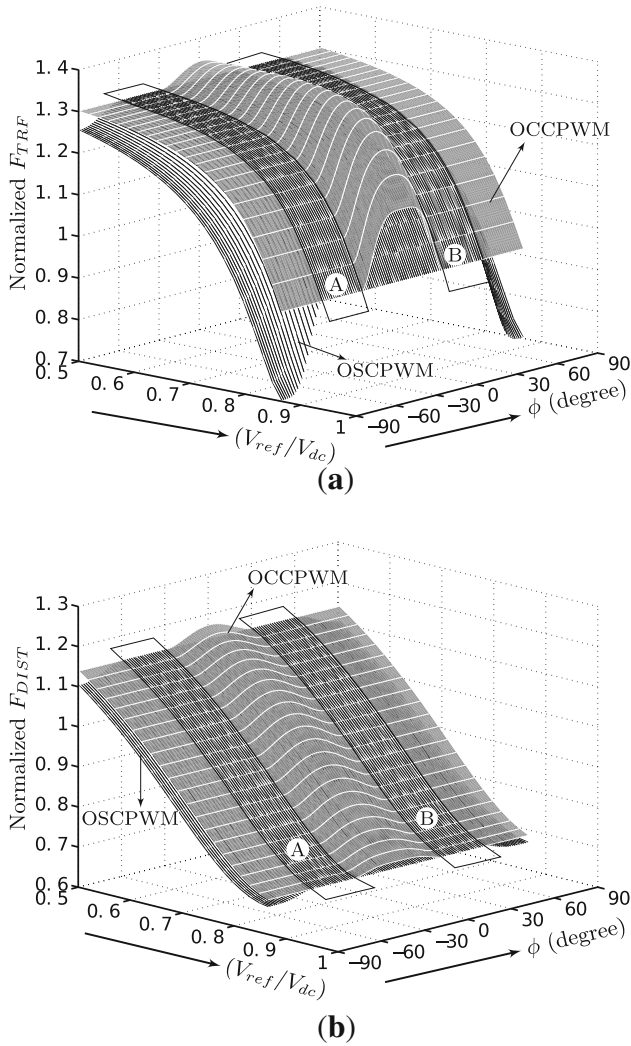 Normalized F_TRF
1.4
1.3
1.2
1.1
1
0.9
0.8
0.7
OCCPWM
A
B
OSCPWM
0.5
0.6
0.7
0.8
0.9
1
(V_ref/V_dc)
−90
−60
−30
0
30
60
90
ϕ (degree)
(a)
Normalized F_DIST
1.3
1.2
1.1
1
0.9
0.8
0.7
0.6
OCCPWM
OSCPWM
A
B
0.5
0.6
0.7
0.8
0.9
1
(V_ref/V_dc)
−90
−60
−30
0
30
60
90
ϕ (degree)
(b)